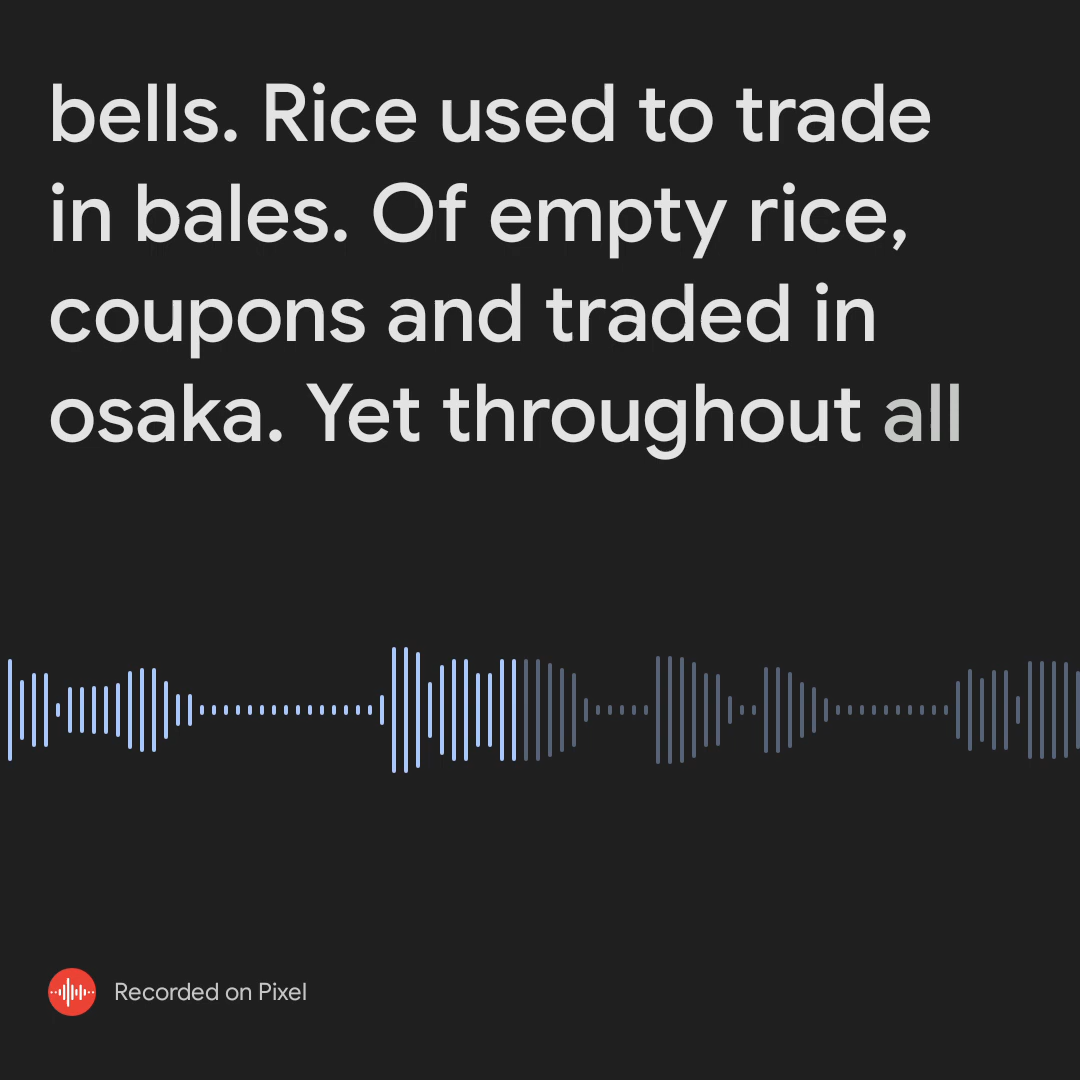 bells. Rice used to trade
in bales. Of empty rice,
coupons and traded in
osaka. Yet throughout all
Recorded on Pixel